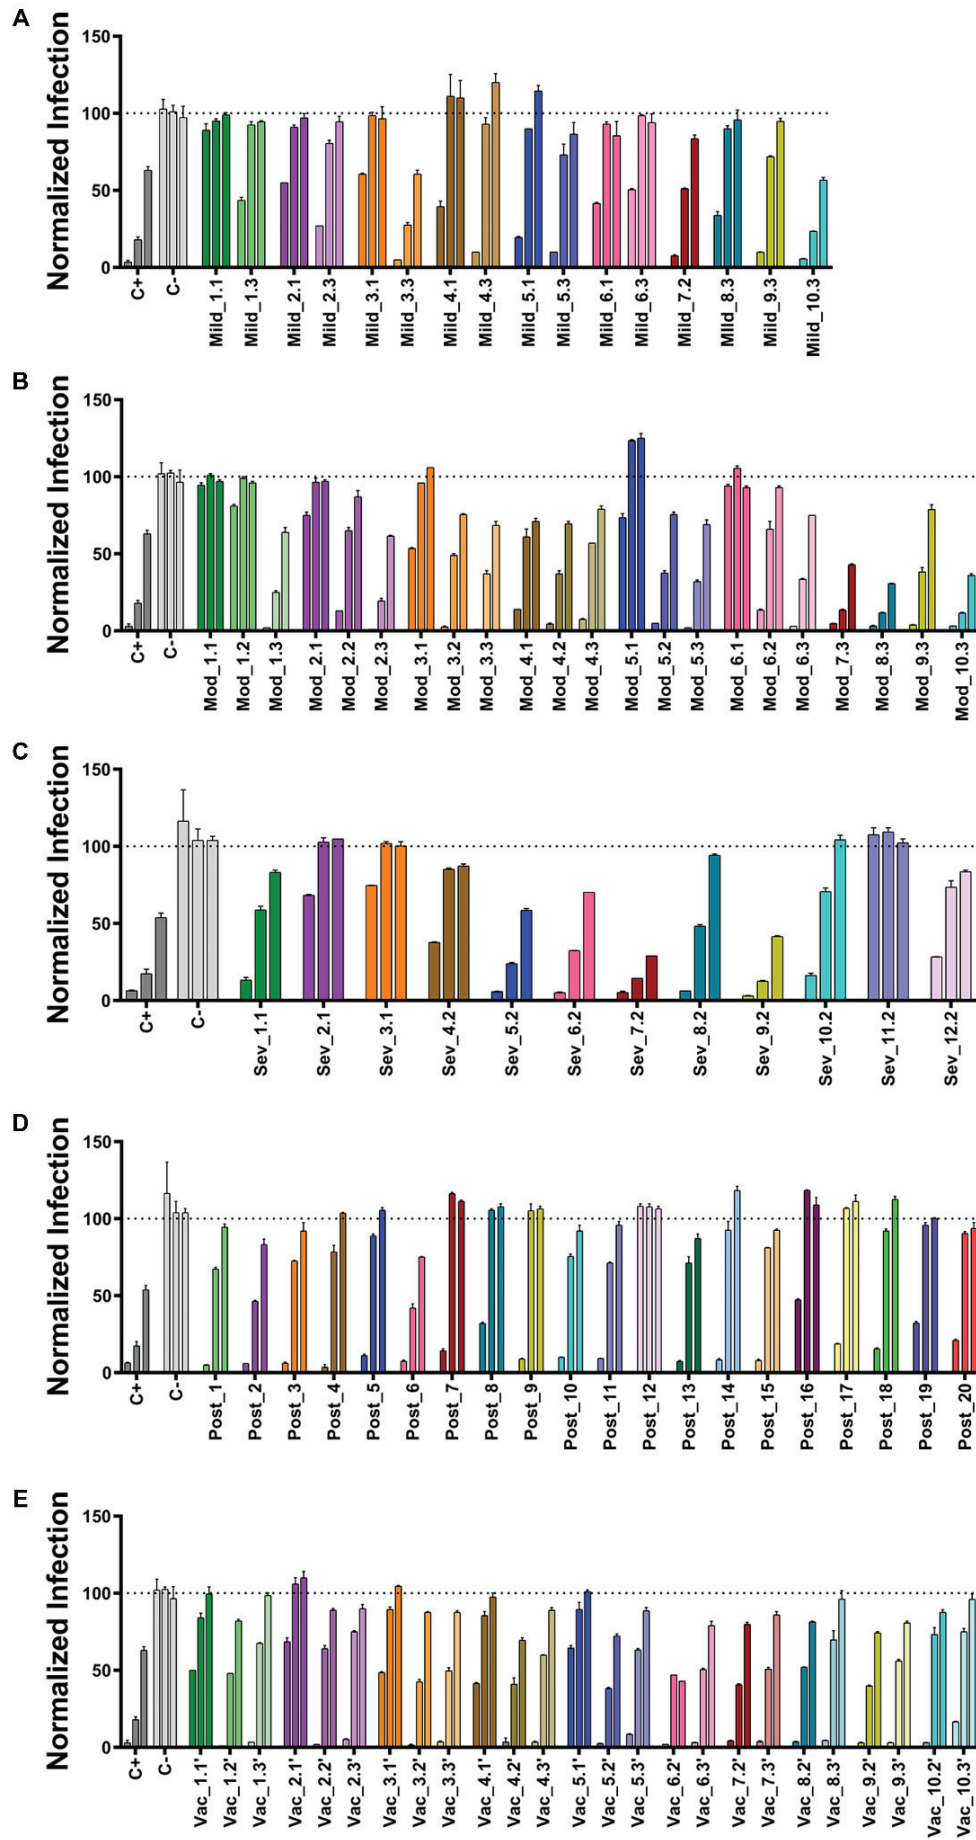 A
Normalized Infection
150
100
50
0
C+
C-
Mild_1.1
Mild_1.3
Mild_2.1
Mild_2.3
Mild_3.1
Mild_3.3
Mild_4.1
Mild_4.3
Mild_5.1
Mild_5.3
Mild_6.1
Mild_6.3
Mild_7.2
Mild_8.3
Mild_9.3
Mild_10.3
B
Normalized Infection
150
100
50
0
C+
C-
Mod_1.1
Mod_1.2
Mod_1.3
Mod_2.1
Mod_2.2
Mod_2.3
Mod_3.1
Mod_3.2
Mod_3.3
Mod_4.1
Mod_4.2
Mod_4.3
Mod_5.1
Mod_5.2
Mod_5.3
Mod_6.1
Mod_6.2
Mod_6.3
Mod_7.3
Mod_8.3
Mod_9.3
Mod_10.3
C
Normalized Infection
150
100
50
0
C+
C-
Sev_1.1
Sev_2.1
Sev_3.1
Sev_4.2
Sev_5.2
Sev_6.2
Sev_7.2
Sev_8.2
Sev_9.2
Sev_10.2
Sev_11.2
Sev_12.2
D
Normalized Infection
150
100
50
0
C+
C-
Post_1
Post_2
Post_3
Post_4
Post_5
Post_6
Post_7
Post_8
Post_9
Post_10
Post_11
Post_12
Post_13
Post_14
Post_15
Post_16
Post_17
Post_18
Post_19
Post_20
E
Normalized Infection
150
100
50
0
C+
C-
Vac_1.1'
Vac_1.2'
Vac_1.3'
Vac_2.1'
Vac_2.2'
Vac_2.3'
Vac_3.1'
Vac_3.2'
Vac_3.3'
Vac_4.1'
Vac_4.2'
Vac_4.3'
Vac_5.1'
Vac_5.2'
Vac_5.3'
Vac_6.2'
Vac_6.3'
Vac_7.2'
Vac_7.3'
Vac_8.2'
Vac_8.3'
Vac_9.2'
Vac_9.3'
Vac_10.2'
Vac_10.3'